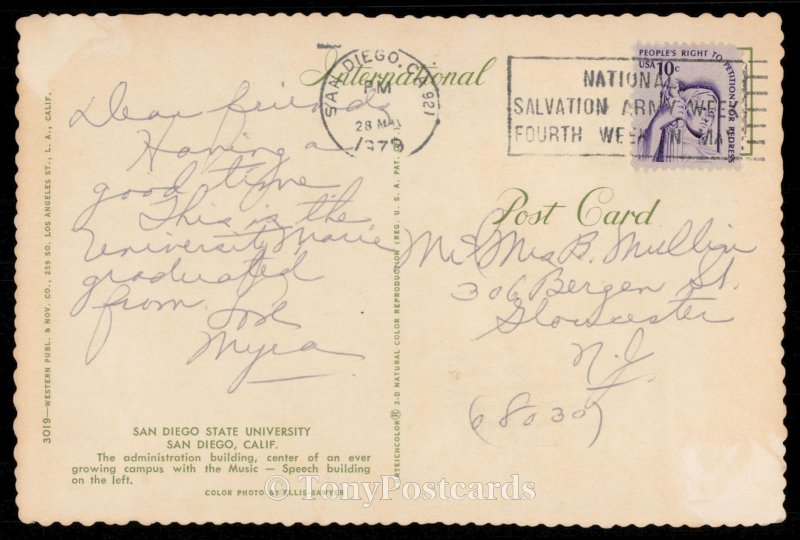 International
Post Card
Dear friends
Having a
good time.
This is the
University Marie
graduated
from. Love
Myra
SAN DIEGO STATE UNIVERSITY
SAN DIEGO, CALIF.
The administration building, center of an ever
growing campus with the Music — Speech building
on the left.
COLOR PHOTO BY ELLIS-SAWYER
3019—WESTERN PUBL. & NOV. CO., 259 SO. LOS ANGELES ST., L. A., CALIF.
3-D NATURAL COLOR REPRODUCTION (REG. U. S. A. PAT.
SAN DIEGO, CA 921
PM
28 MAY
1979
NATIONAL
SALVATION ARMY WEEK
FOURTH WEEK IN MAY
PEOPLE'S RIGHT TO PETITION FOR REDRESS
USA 10c
Mr & Mrs B. Mullin
306 Bergen St.
Gloucester
N.J.
(08030)
© TonyPostcards